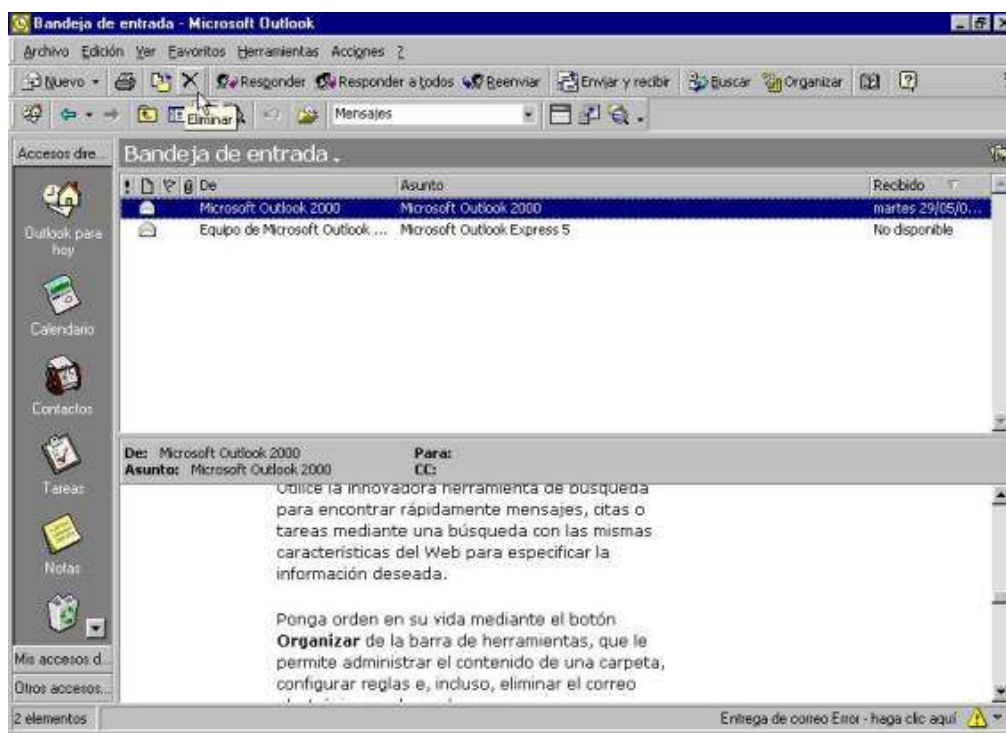 Bandeja de entrada - Microsoft Outlook
Archivo Edición Ver Favoritos Herramientas Acciones ?
Nuevo Responder Responder a todos Reenviar Enviar y recibir Buscar Organizar
Eliminar Mensajes
Accesos dire... Bandeja de entrada .
! De Asunto Recibido
Microsoft Outlook 2000 Microsoft Outlook 2000 martes 29/05/0...
Equipo de Microsoft Outlook ... Microsoft Outlook Express 5 No disponible
Outlook para
hoy
Calendario
Contactos
Tareas
Notas
Mis accesos d...
Otros accesos...
De: Microsoft Outlook 2000 Para:
Asunto: Microsoft Outlook 2000 CC:
Utilice la innovadora herramienta de búsqueda
para encontrar rápidamente mensajes, citas o
tareas mediante una búsqueda con las mismas
características del Web para especificar la
información deseada.
Ponga orden en su vida mediante el botón
Organizar de la barra de herramientas, que le
permite administrar el contenido de una carpeta,
configurar reglas e, incluso, eliminar el correo
2 elementos Entrega de correo Error - haga clic aquí